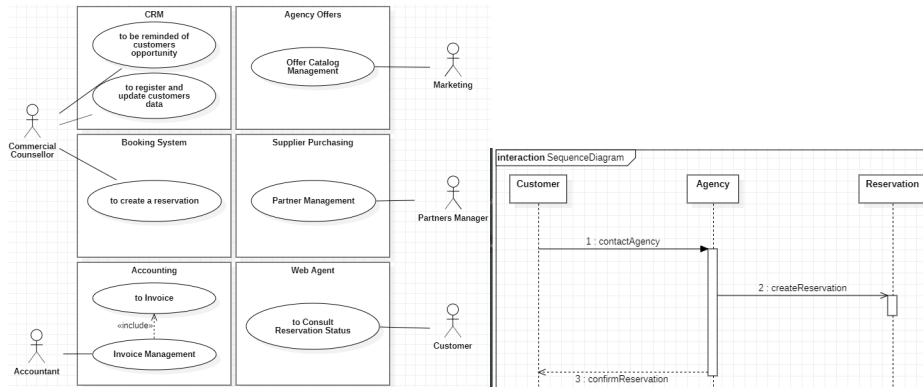 CRM
to be reminded of
customers
opportunity
to register and
update customers
data
Agency Offers
Offer Catalog
Management
Marketing
Commercial
Counsellor
Booking System
to create a reservation
Supplier Purchasing
Partner Management
Partners Manager
Accounting
to Invoice
«include»
Invoice Management
Accountant
Web Agent
to Consult
Reservation Status
Customer
interaction SequenceDiagram
Customer
Agency
Reservation
1 : contactAgency
2 : createReservation
3 : confirmReservation